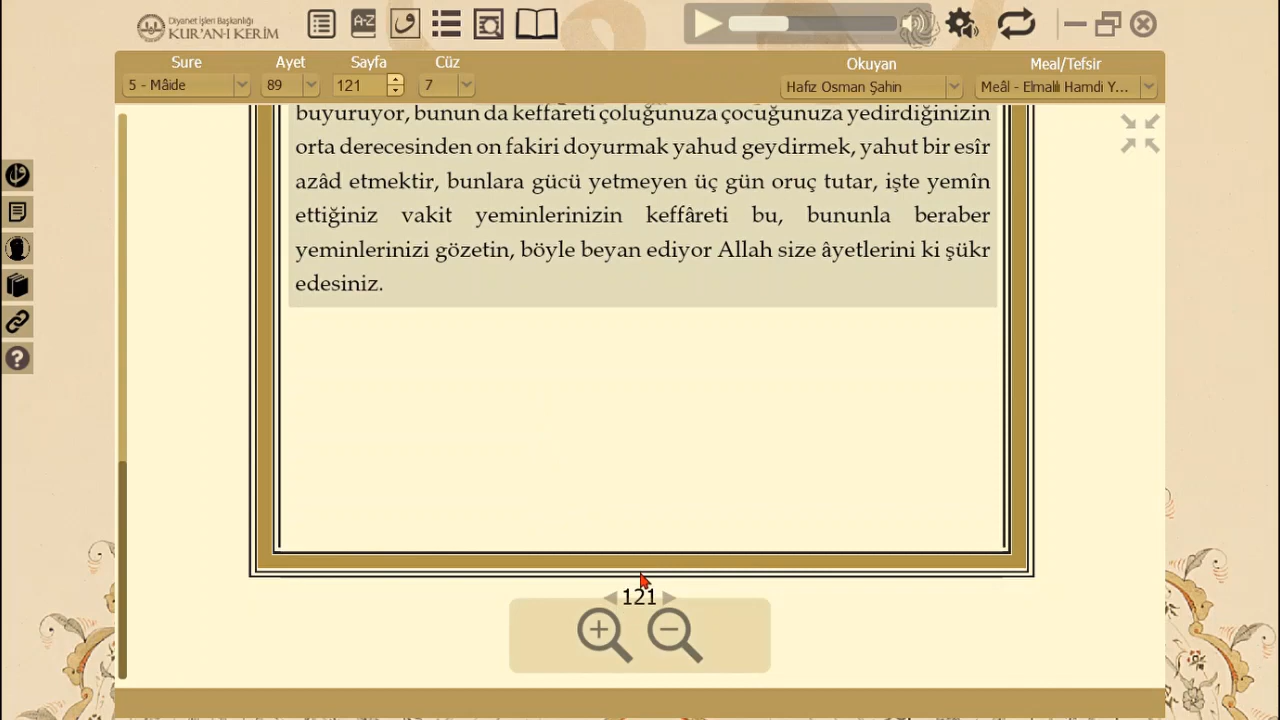 Diyanet İşleri Başkanlığı
KUR'AN-I KERİM
A-Z
Sure Ayet Sayfa Cüz Okuyan Meal/Tefsir
5 - Mâide 89 121 7 Hafız Osman Şahin Meâl - Elmalılı Hamdi Y...
buyuruyor, bunun da keffareti çoluğunuza çocuğunuza yedirdiğinizin
orta derecesinden on fakiri doyurmak yahud geydirmek, yahut bir esîr
azâd etmektir, bunlara gücü yetmeyen üç gün oruç tutar, işte yemîn
ettiğiniz vakit yeminlerinizin keffâreti bu, bununla beraber
yeminlerinizi gözetin, böyle beyan ediyor Allah size âyetlerini ki şükr
edesiniz.
121